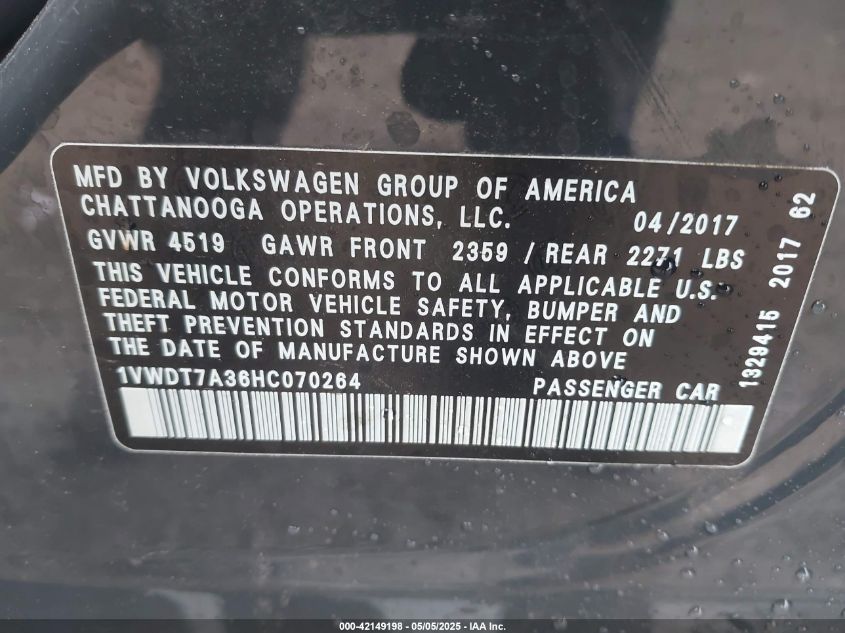 MFD BY VOLKSWAGEN GROUP OF AMERICA
CHATTANOOGA OPERATIONS, LLC. 04/2017
GVWR 4519 GAWR FRONT 2359 / REAR 2271 LBS
THIS VEHICLE CONFORMS TO ALL APPLICABLE U.S.
FEDERAL MOTOR VEHICLE SAFETY, BUMPER AND
THEFT PREVENTION STANDARDS IN EFFECT ON
THE DATE OF MANUFACTURE SHOWN ABOVE
1VWDT7A36HC070264 PASSENGER CAR
1329415 2017 62
000-42149198 - 05/05/2025 - IAA Inc.